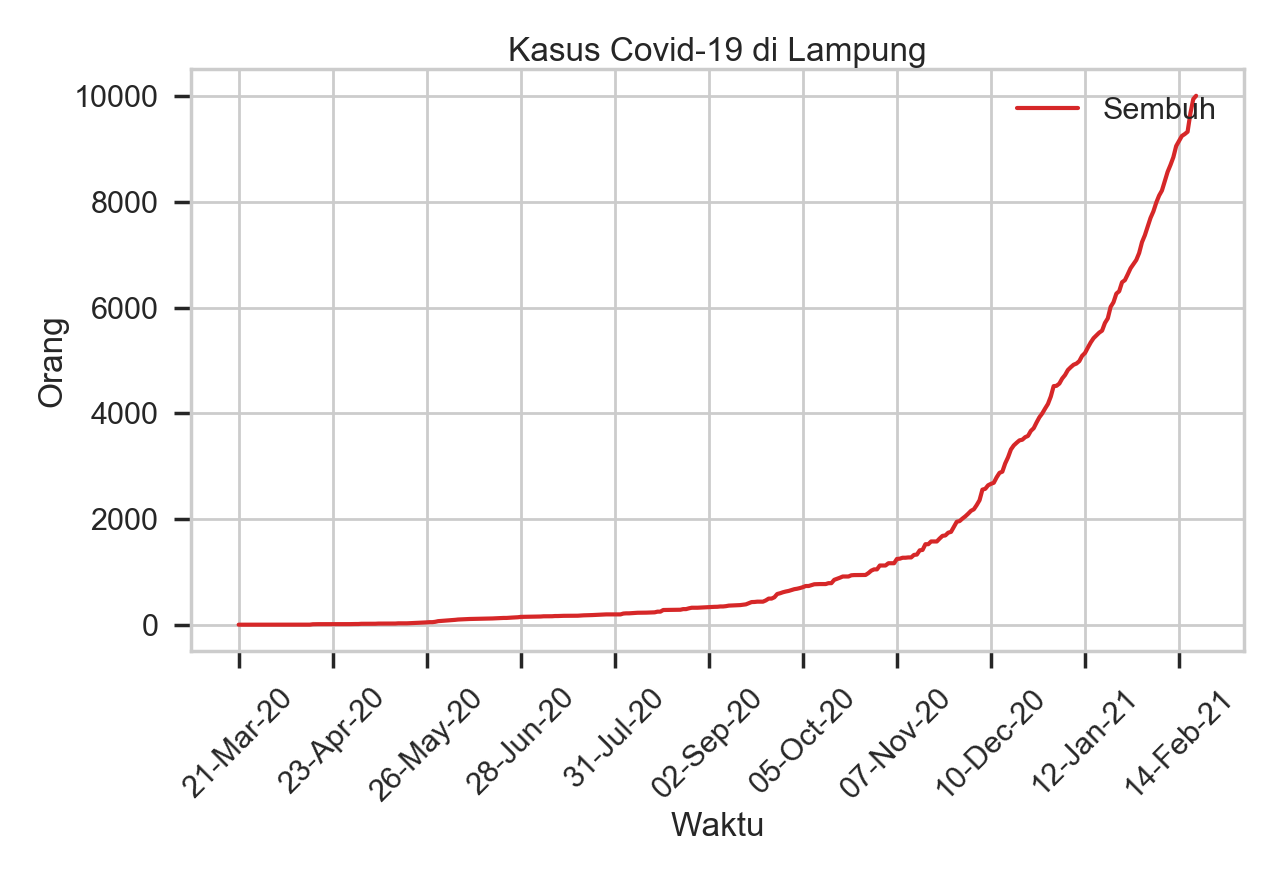 Kasus Covid-19 di Lampung
Sembuh
10000
8000
6000
4000
2000
0
Orang
21-Mar-20
23-Apr-20
26-May-20
28-Jun-20
31-Jul-20
02-Sep-20
05-Oct-20
07-Nov-20
10-Dec-20
12-Jan-21
14-Feb-21
Waktu